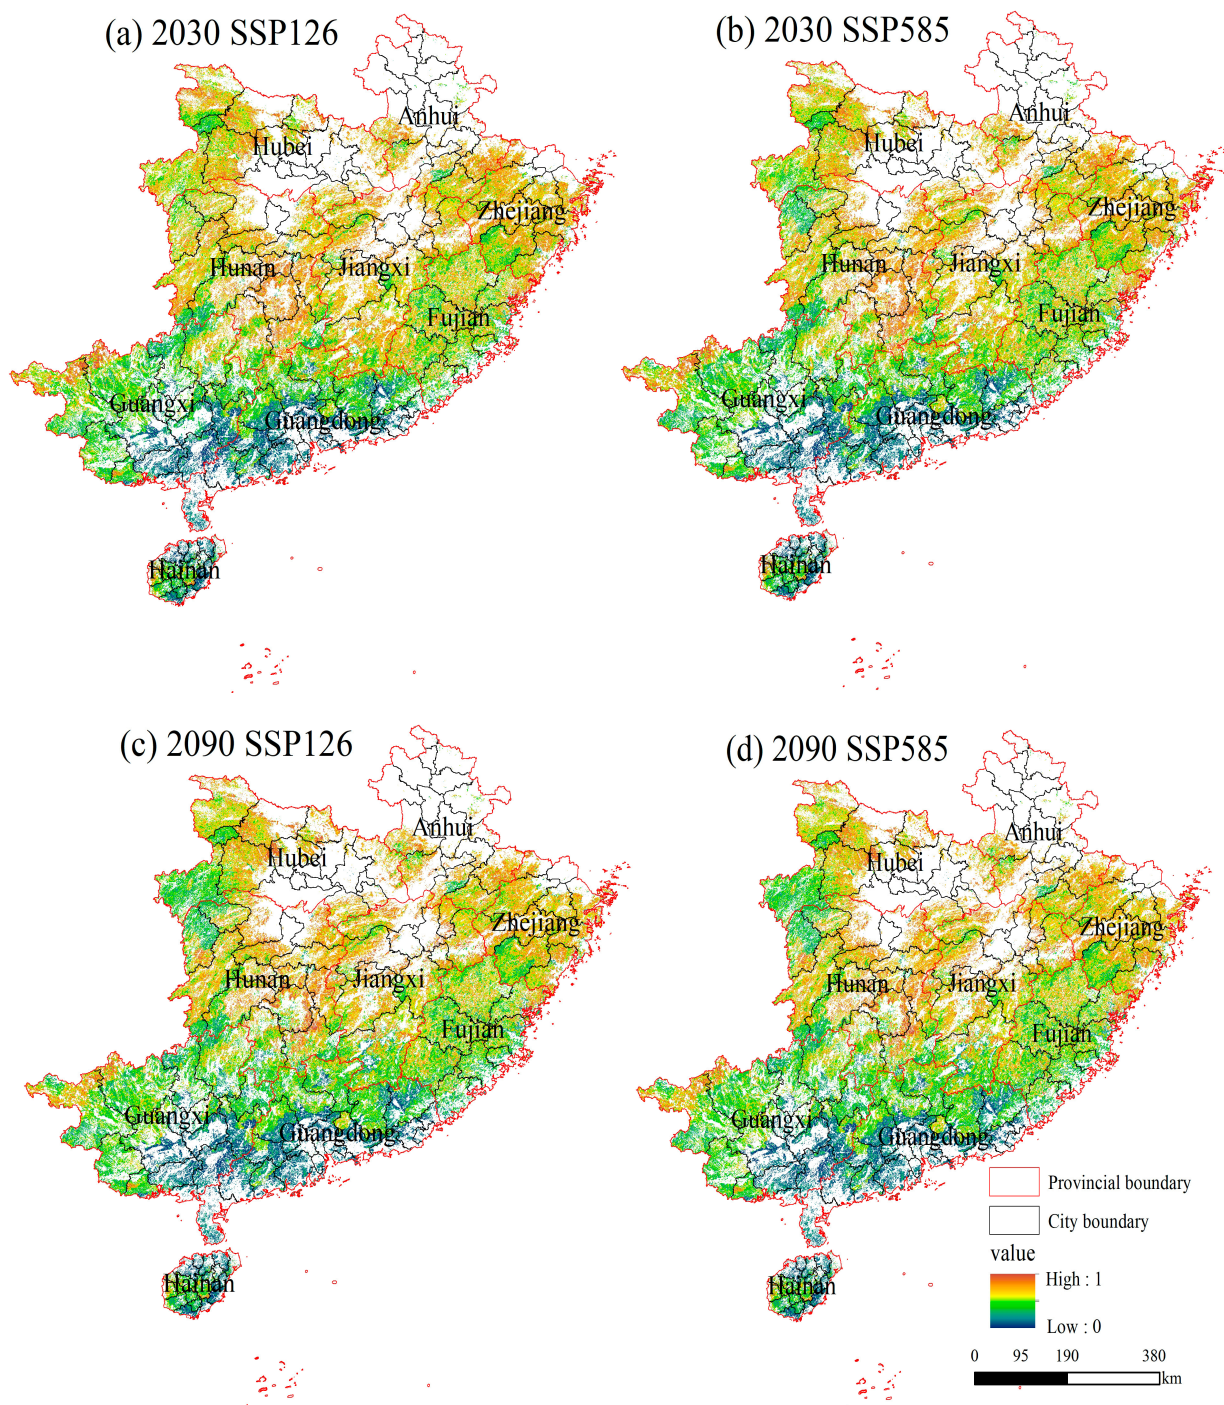 (a) 2030 SSP126
Anhui
Hubei
Zhejiang
Hunan
Jiangxi
Fujian
Guangxi
Guangdong
Hainan
(b) 2030 SSP585
Anhui
Hubei
Zhejiang
Hunan
Jiangxi
Fujian
Guangxi
Guangdong
Hainan
(c) 2090 SSP126
Anhui
Hubei
Zhejiang
Hunan
Jiangxi
Fujian
Guangxi
Guangdong
Hainan
(d) 2090 SSP585
Anhui
Hubei
Zhejiang
Hunan
Jiangxi
Fujian
Guangxi
Guangdong
Hainan
Provincial boundary
City boundary
value
High : 1
Low : 0
0 95 190 380
km